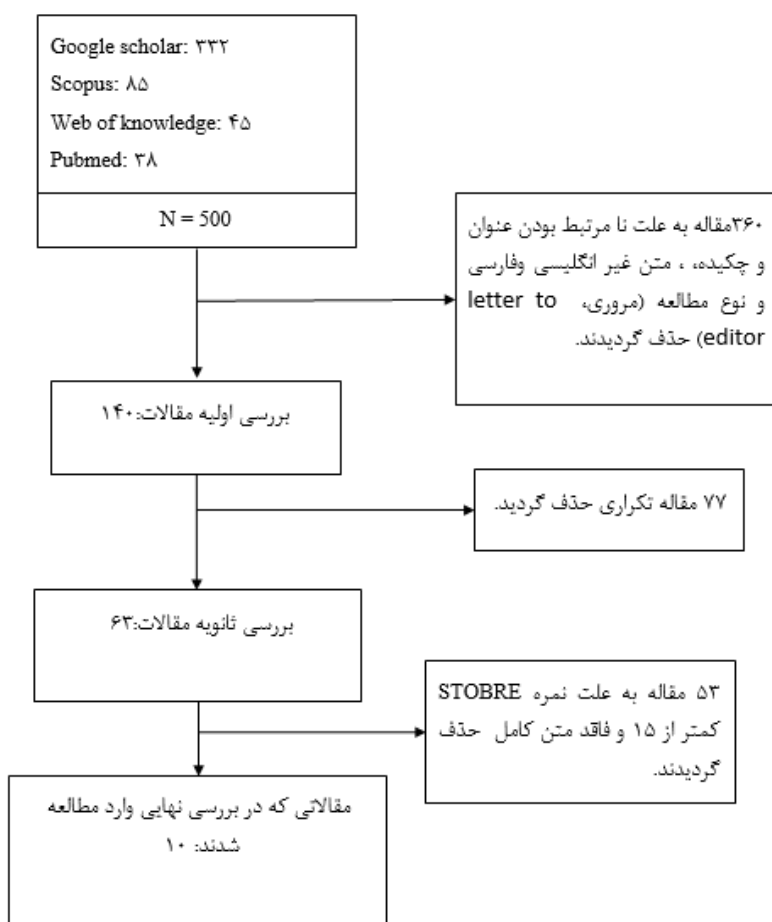 Google scholar: ۳۳۲
Scopus: ۸۵
Web of knowledge: ۴۵
Pubmed: ۳۸
N = 500
۳۶۰مقاله به علت نا مرتبط بودن عنوان
و چکیده، ، متن غیر انگلیسی وفارسی
و نوع مطالعه (مروری، letter to
editor) حذف گردیدند.
بررسی اولیه مقالات:۱۴۰
۷۷ مقاله تکراری حذف گردید.
بررسی ثانویه مقالات:۶۳
۵۳ مقاله به علت نمره STOBRE
کمتر از ۱۵ و فاقد متن کامل حذف
گردیدند.
مقالاتی که در بررسی نهایی وارد مطالعه
شدند: ۱۰